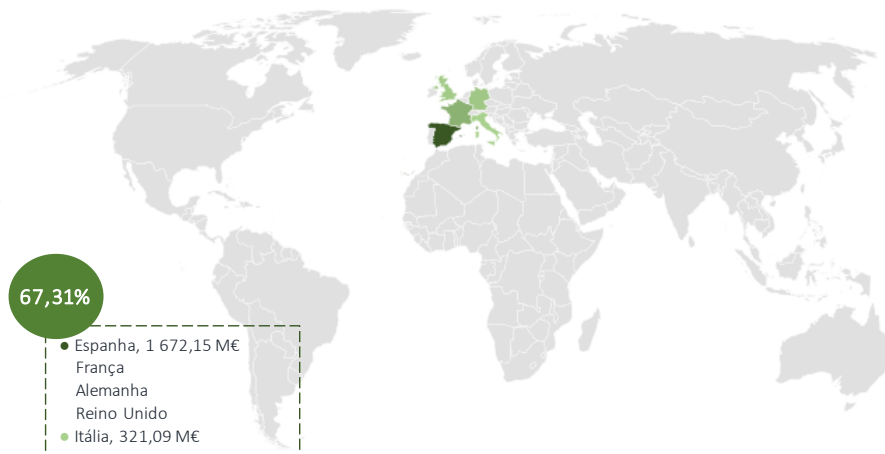 67,31%
Espanha, 1 672,15 M€
França
Alemanha
Reino Unido
Itália, 321,09 M€